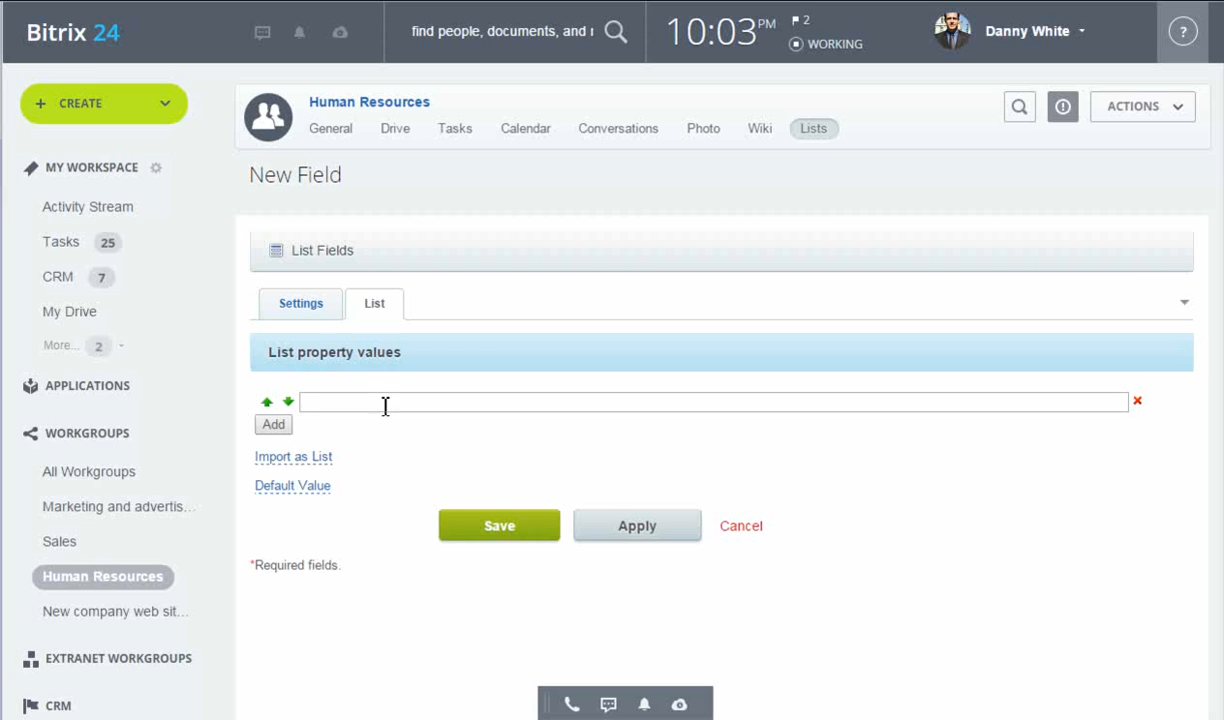 Bitrix 24
find people, documents, and r
10:03 PM
2
WORKING
Danny White
?
+ CREATE
Human Resources
ACTIONS
General Drive Tasks Calendar Conversations Photo Wiki Lists
MY WORKSPACE
New Field
Activity Stream
Tasks 25
List Fields
CRM 7
My Drive
Settings List
More... 2
List property values
APPLICATIONS
Add
WORKGROUPS
Import as List
All Workgroups
Default Value
Marketing and advertis...
Save Apply Cancel
Sales
*Required fields.
Human Resources
New company web sit...
EXTRANET WORKGROUPS
CRM